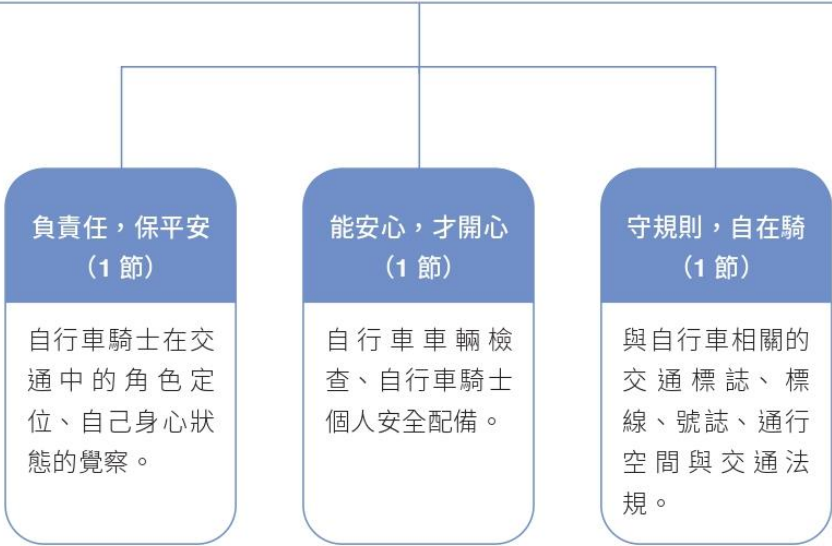 負責任，保平安
（1 節）
自行車騎士在交
通中的角色定
位、自己身心狀
態的覺察。
能安心，才開心
（1 節）
自行車車輛檢
查、自行車騎士
個人安全配備。
守規則，自在騎
（1 節）
與自行車相關的
交通標誌、標
線、號誌、通行
空間與交通法
規。